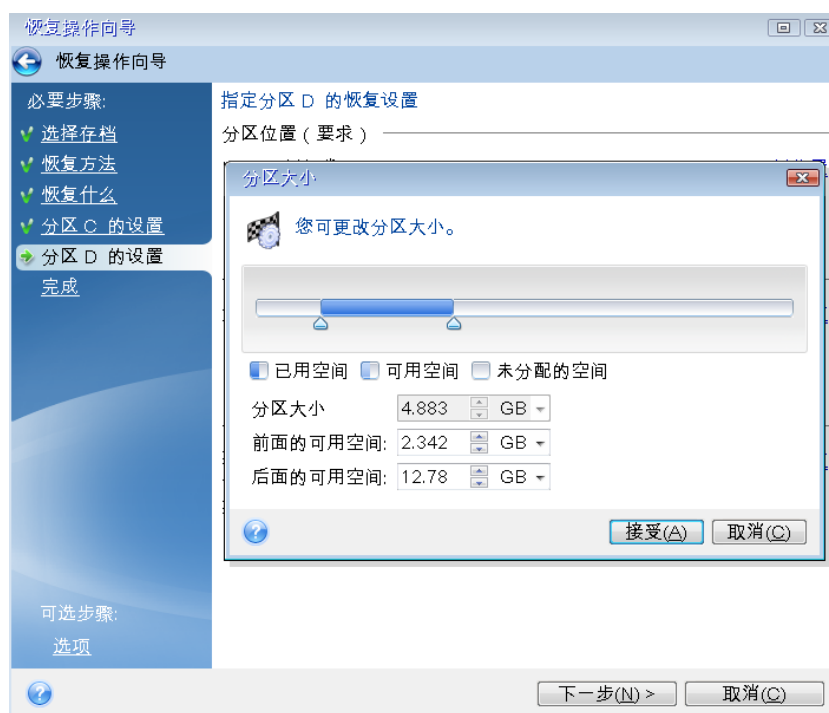 恢复操作向导
恢复操作向导
必要步骤:
选择存档
恢复方法
恢复什么
分区 C 的设置
分区 D 的设置
完成
可选步骤:
选项
指定分区 D 的恢复设置
分区位置 ( 要求 )
分区大小
您可更改分区大小。
已用空间 可用空间 未分配的空间
分区大小 4.883 GB
前面的可用空间: 2.342 GB
后面的可用空间: 12.78 GB
接受(A) 取消(C)
下一步(N) > 取消(C)